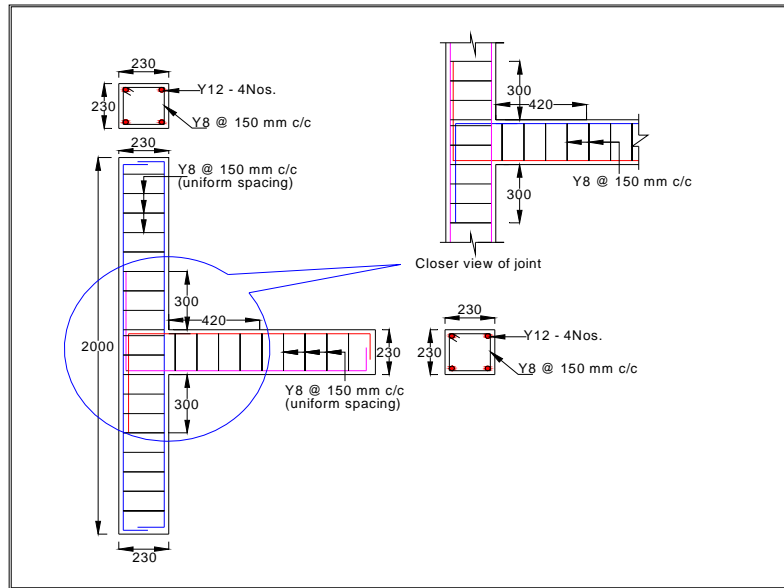 230
230
Y12 - 4Nos.
Y8 @ 150 mm c/c
230
Y8 @ 150 mm c/c
(uniform spacing)
300
420
Y8 @ 150 mm c/c
300
Closer view of joint
2000
300
420
230
Y8 @ 150 mm c/c
(uniform spacing)
300
230
230
230
Y12 - 4Nos.
Y8 @ 150 mm c/c